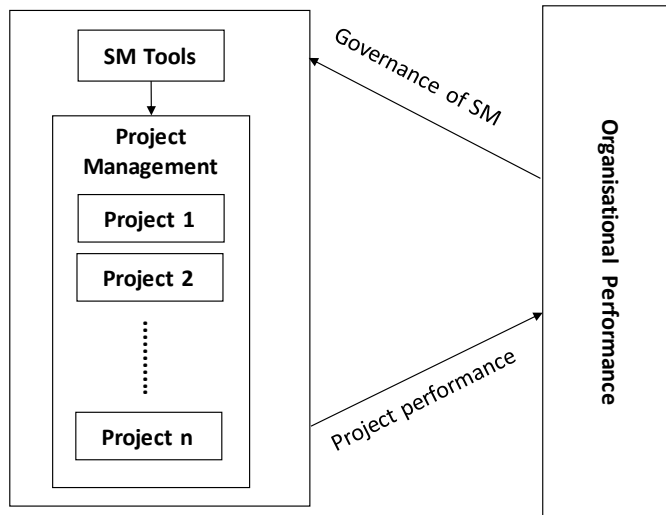 SM Tools
Project
Management
Project 1
Project 2
Project n
Governance of SM
Project performance
Organisational Performance